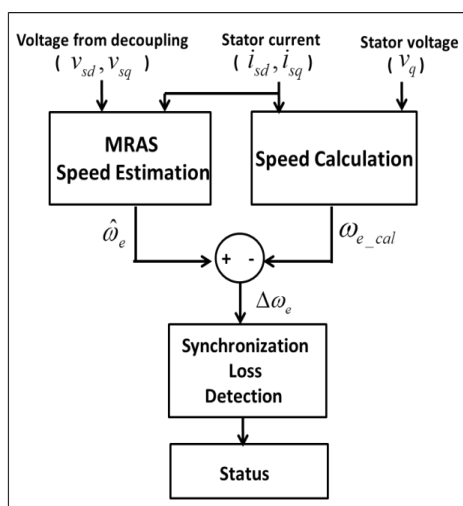 Voltage from decoupling
( v_sd, v_sq )
Stator current
( i_sd, i_sq )
Stator voltage
( v_q )
MRAS
Speed Estimation
Speed Calculation
ω̂_e
ω_e_cal
+ -
Δω_e
Synchronization
Loss
Detection
Status